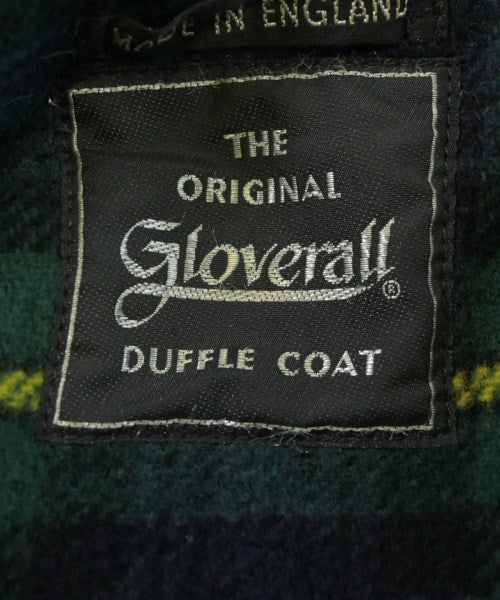 MADE IN ENGLAND
THE
ORIGINAL
Gloverall®
DUFFLE COAT